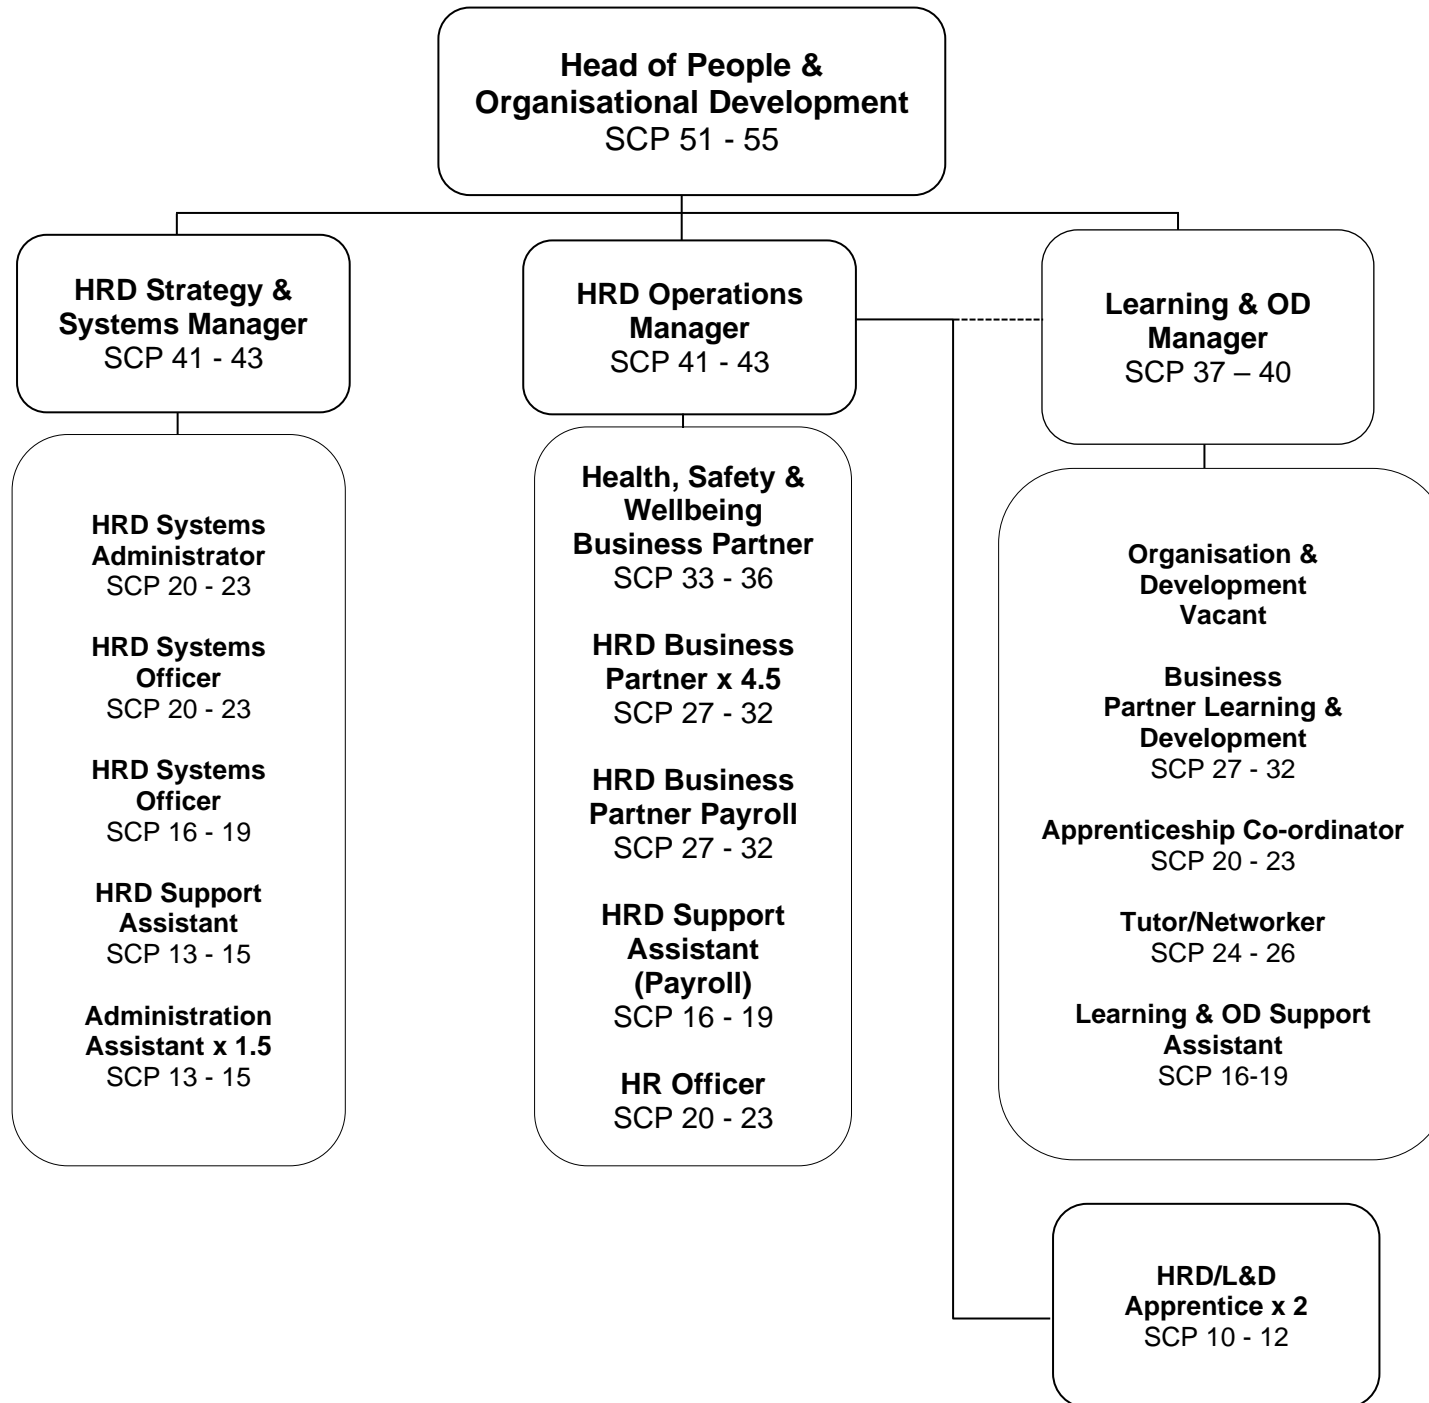 Head of People &
Organisational Development
SCP 51 - 55
HRD Strategy &
Systems Manager
SCP 41 - 43
HRD Operations
Manager
SCP 41 - 43
Learning & OD
Manager
SCP 37 – 40
HRD Systems
Administrator
SCP 20 - 23
HRD Systems
Officer
SCP 20 - 23
HRD Systems
Officer
SCP 16 - 19
HRD Support
Assistant
SCP 13 - 15
Administration
Assistant x 1.5
SCP 13 - 15
Health, Safety &
Wellbeing
Business Partner
SCP 33 - 36
HRD Business
Partner x 4.5
SCP 27 - 32
HRD Business
Partner Payroll
SCP 27 - 32
HRD Support
Assistant
(Payroll)
SCP 16 - 19
HR Officer
SCP 20 - 23
Organisation &
Development
Vacant
Business
Partner Learning &
Development
SCP 27 - 32
Apprenticeship Co-ordinator
SCP 20 - 23
Tutor/Networker
SCP 24 - 26
Learning & OD Support
Assistant
SCP 16-19
HRD/L&D
Apprentice x 2
SCP 10 - 12